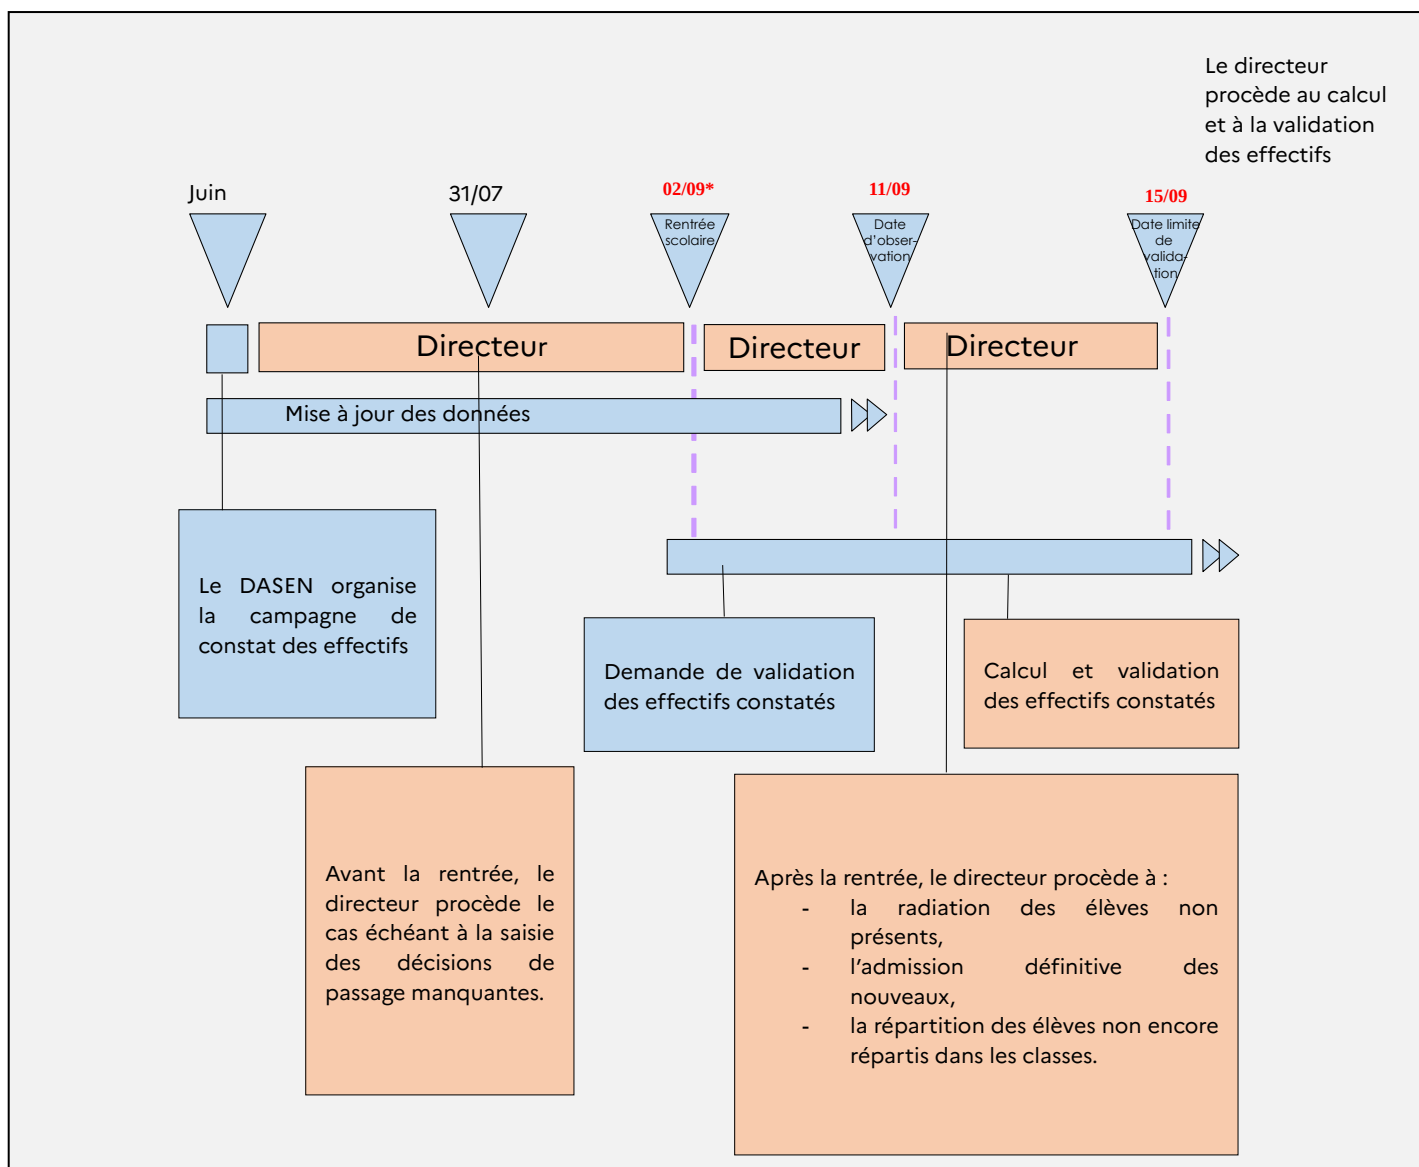 Le directeur
procède au calcul
et à la validation
des effectifs
Juin
31/07
02/09*
11/09
15/09
Rentrée
scolaire
Date
d'obser-
vation
Date limite
de
valida-
tion
Directeur
Directeur
Directeur
Mise à jour des données
Le DASEN organise
la campagne de
constat des effectifs
Demande de validation
des effectifs constatés
Calcul et validation
des effectifs constatés
Avant la rentrée, le
directeur procède le
cas échéant à la saisie
des décisions de
passage manquantes.
Après la rentrée, le directeur procède à :
- la radiation des élèves non
présents,
- l'admission définitive des
nouveaux,
- la répartition des élèves non encore
répartis dans les classes.